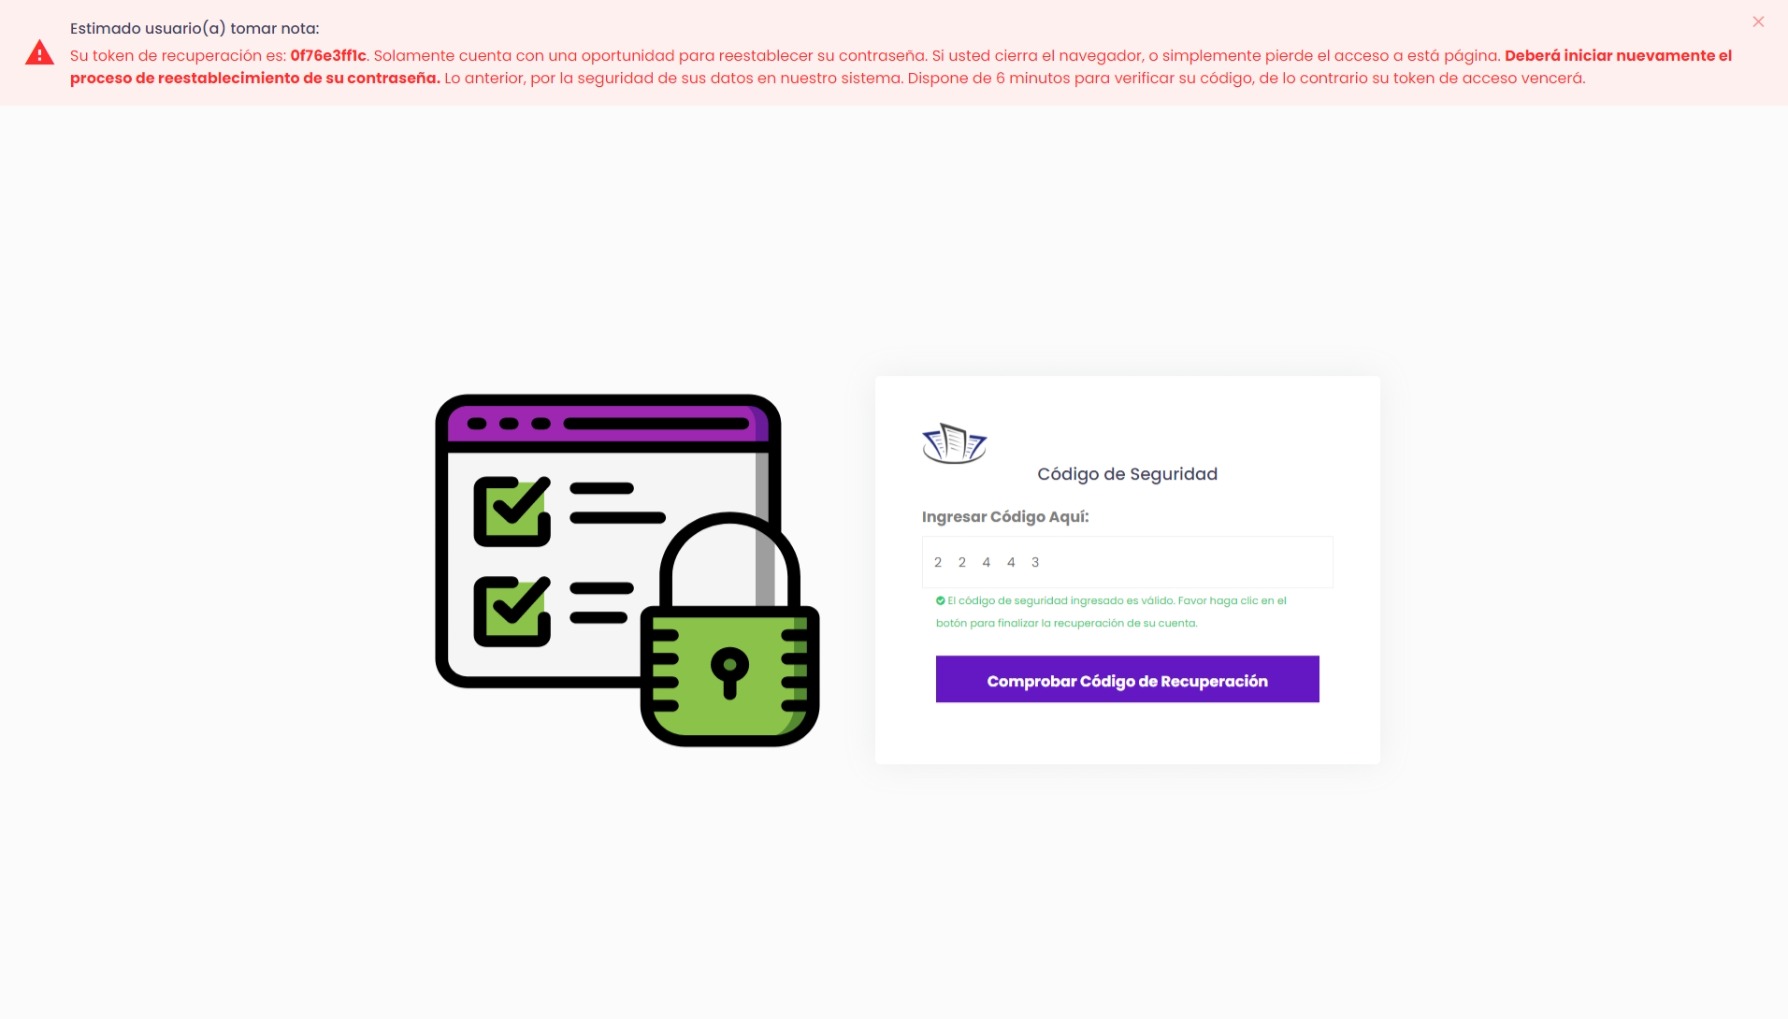 Estimado usuario(a) tomar nota:
Su token de recuperación es: 0f76e3ff1c. Solamente cuenta con una oportunidad para reestablecer su contraseña. Si usted cierra el navegador, o simplemente pierde el acceso a está página. Deberá iniciar nuevamente el
proceso de reestablecimiento de su contraseña. Lo anterior, por la seguridad de sus datos en nuestro sistema. Dispone de 6 minutos para verificar su código, de lo contrario su token de acceso vencerá.
Código de Seguridad
Ingresar Código Aquí:
2 2 4 4 3
El código de seguridad ingresado es válido. Favor haga clic en el
botón para finalizar la recuperación de su cuenta.
Comprobar Código de Recuperación